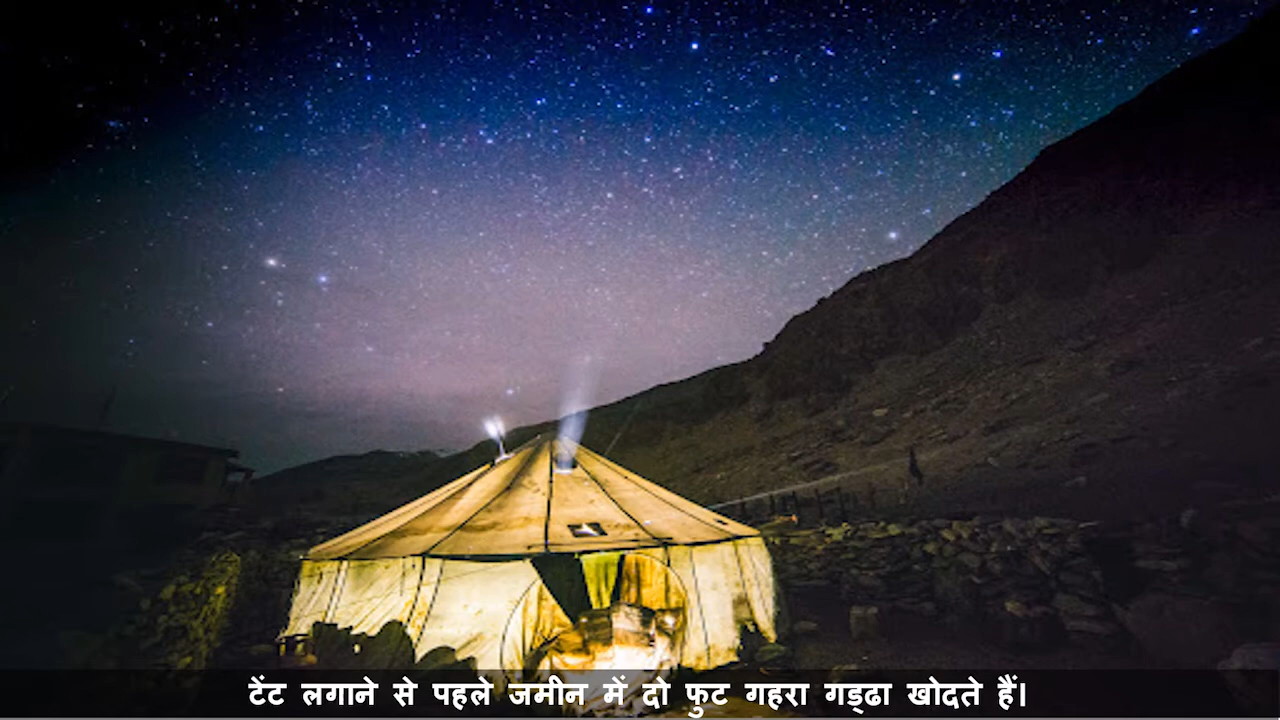 टेंट लगाने से पहले जमीन में दो फुट गहरा गड्ढा खोदते हैं।